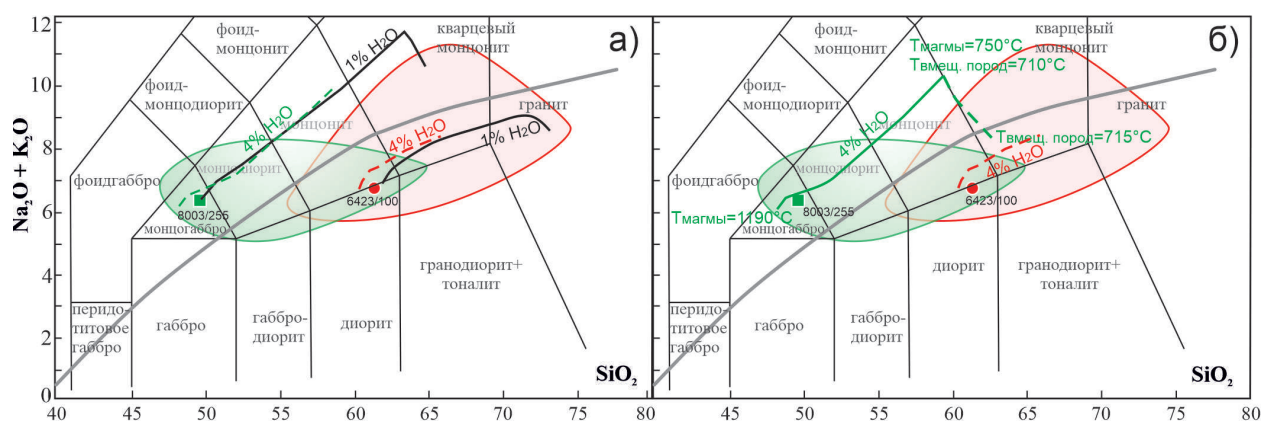 Na₂O + K₂O
12
10
8
6
4
2
0
а)
фоид-
монцонит
фоид-
монцодиорит
фоидгаббро
монцонит
монцодиорит
монцогаббро
кварцевый
монцонит
гранит
1% H₂O
4% H₂O
4% H₂O
1% H₂O
8003/255
6423/100
перидо-
титовое
габбро
габбро
габбро-
диорит
диорит
гранодиорит+
тоналит
SiO₂
40
45
50
55
60
65
70
75
80
б)
фоид-
монцонит
фоид-
монцодиорит
фоидгаббро
монцонит
монцодиорит
монцогаббро
кварцевый
монцонит
гранит
Tмагмы=750°C
Tвмещ. пород=710°C
Tвмещ. пород=715°C
Tмагмы=1190°C
4% H₂O
4% H₂O
8003/255
6423/100
перидо-
титовое
габбро
габбро
габбро-
диорит
диорит
гранодиорит+
тоналит
SiO₂
45
50
55
60
65
70
75
80